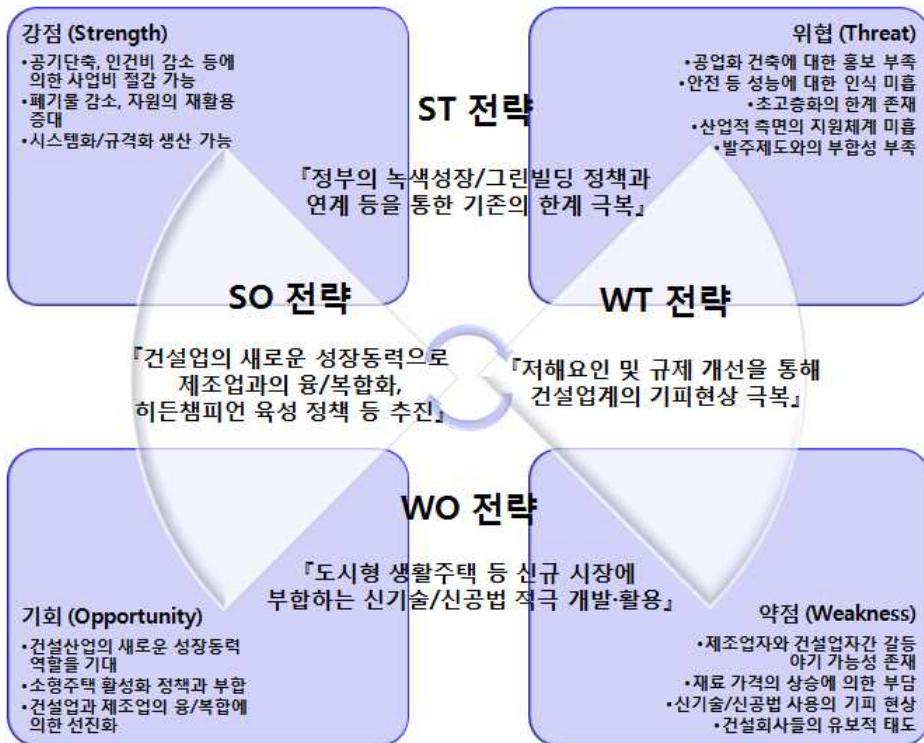 강점 (Strength)
•공기단축, 인건비 감소 등에
의한 사업비 절감 가능
•폐기물 감소, 자원의 재활용
증대
•시스템화/규격화 생산 가능
위협 (Threat)
•공업화 건축에 대한 홍보 부족
•안전 등 성능에 대한 인식 미흡
•초고층화의 한계 존재
•산업적 측면의 지원체계 미흡
•발주제도와의 부합성 부족
ST 전략
『정부의 녹색성장/그린빌딩 정책과
연계 등을 통한 기존의 한계 극복』
SO 전략
『건설업의 새로운 성장동력으로
제조업과의 융/복합화,
히든챔피언 육성 정책 등 추진』
WT 전략
『저해요인 및 규제 개선을 통해
건설업계의 기피현상 극복』
WO 전략
『도시형 생활주택 등 신규 시장에
부합하는 신기술/신공법 적극 개발·활용』
기회 (Opportunity)
•건설산업의 새로운 성장동력
역할을 기대
•소형주택 활성화 정책과 부합
•건설업과 제조업의 융/복합에
의한 선진화
약점 (Weakness)
•제조업자와 건설업자간 갈등
야기 가능성 존재
•재료 가격의 상승에 의한 부담
•신기술/신공법 사용의 기피 현상
•건설회사들의 유보적 태도